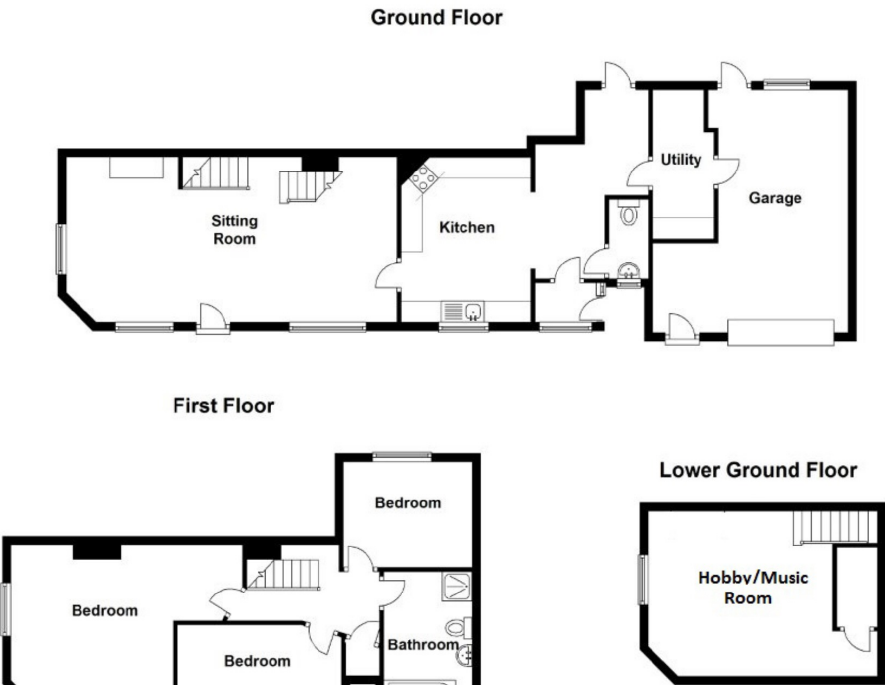 Ground Floor
Utility
Garage
Sitting
Room
Kitchen
First Floor
Bedroom
Bedroom
Bedroom
Bathroom
Lower Ground Floor
Hobby/Music
Room